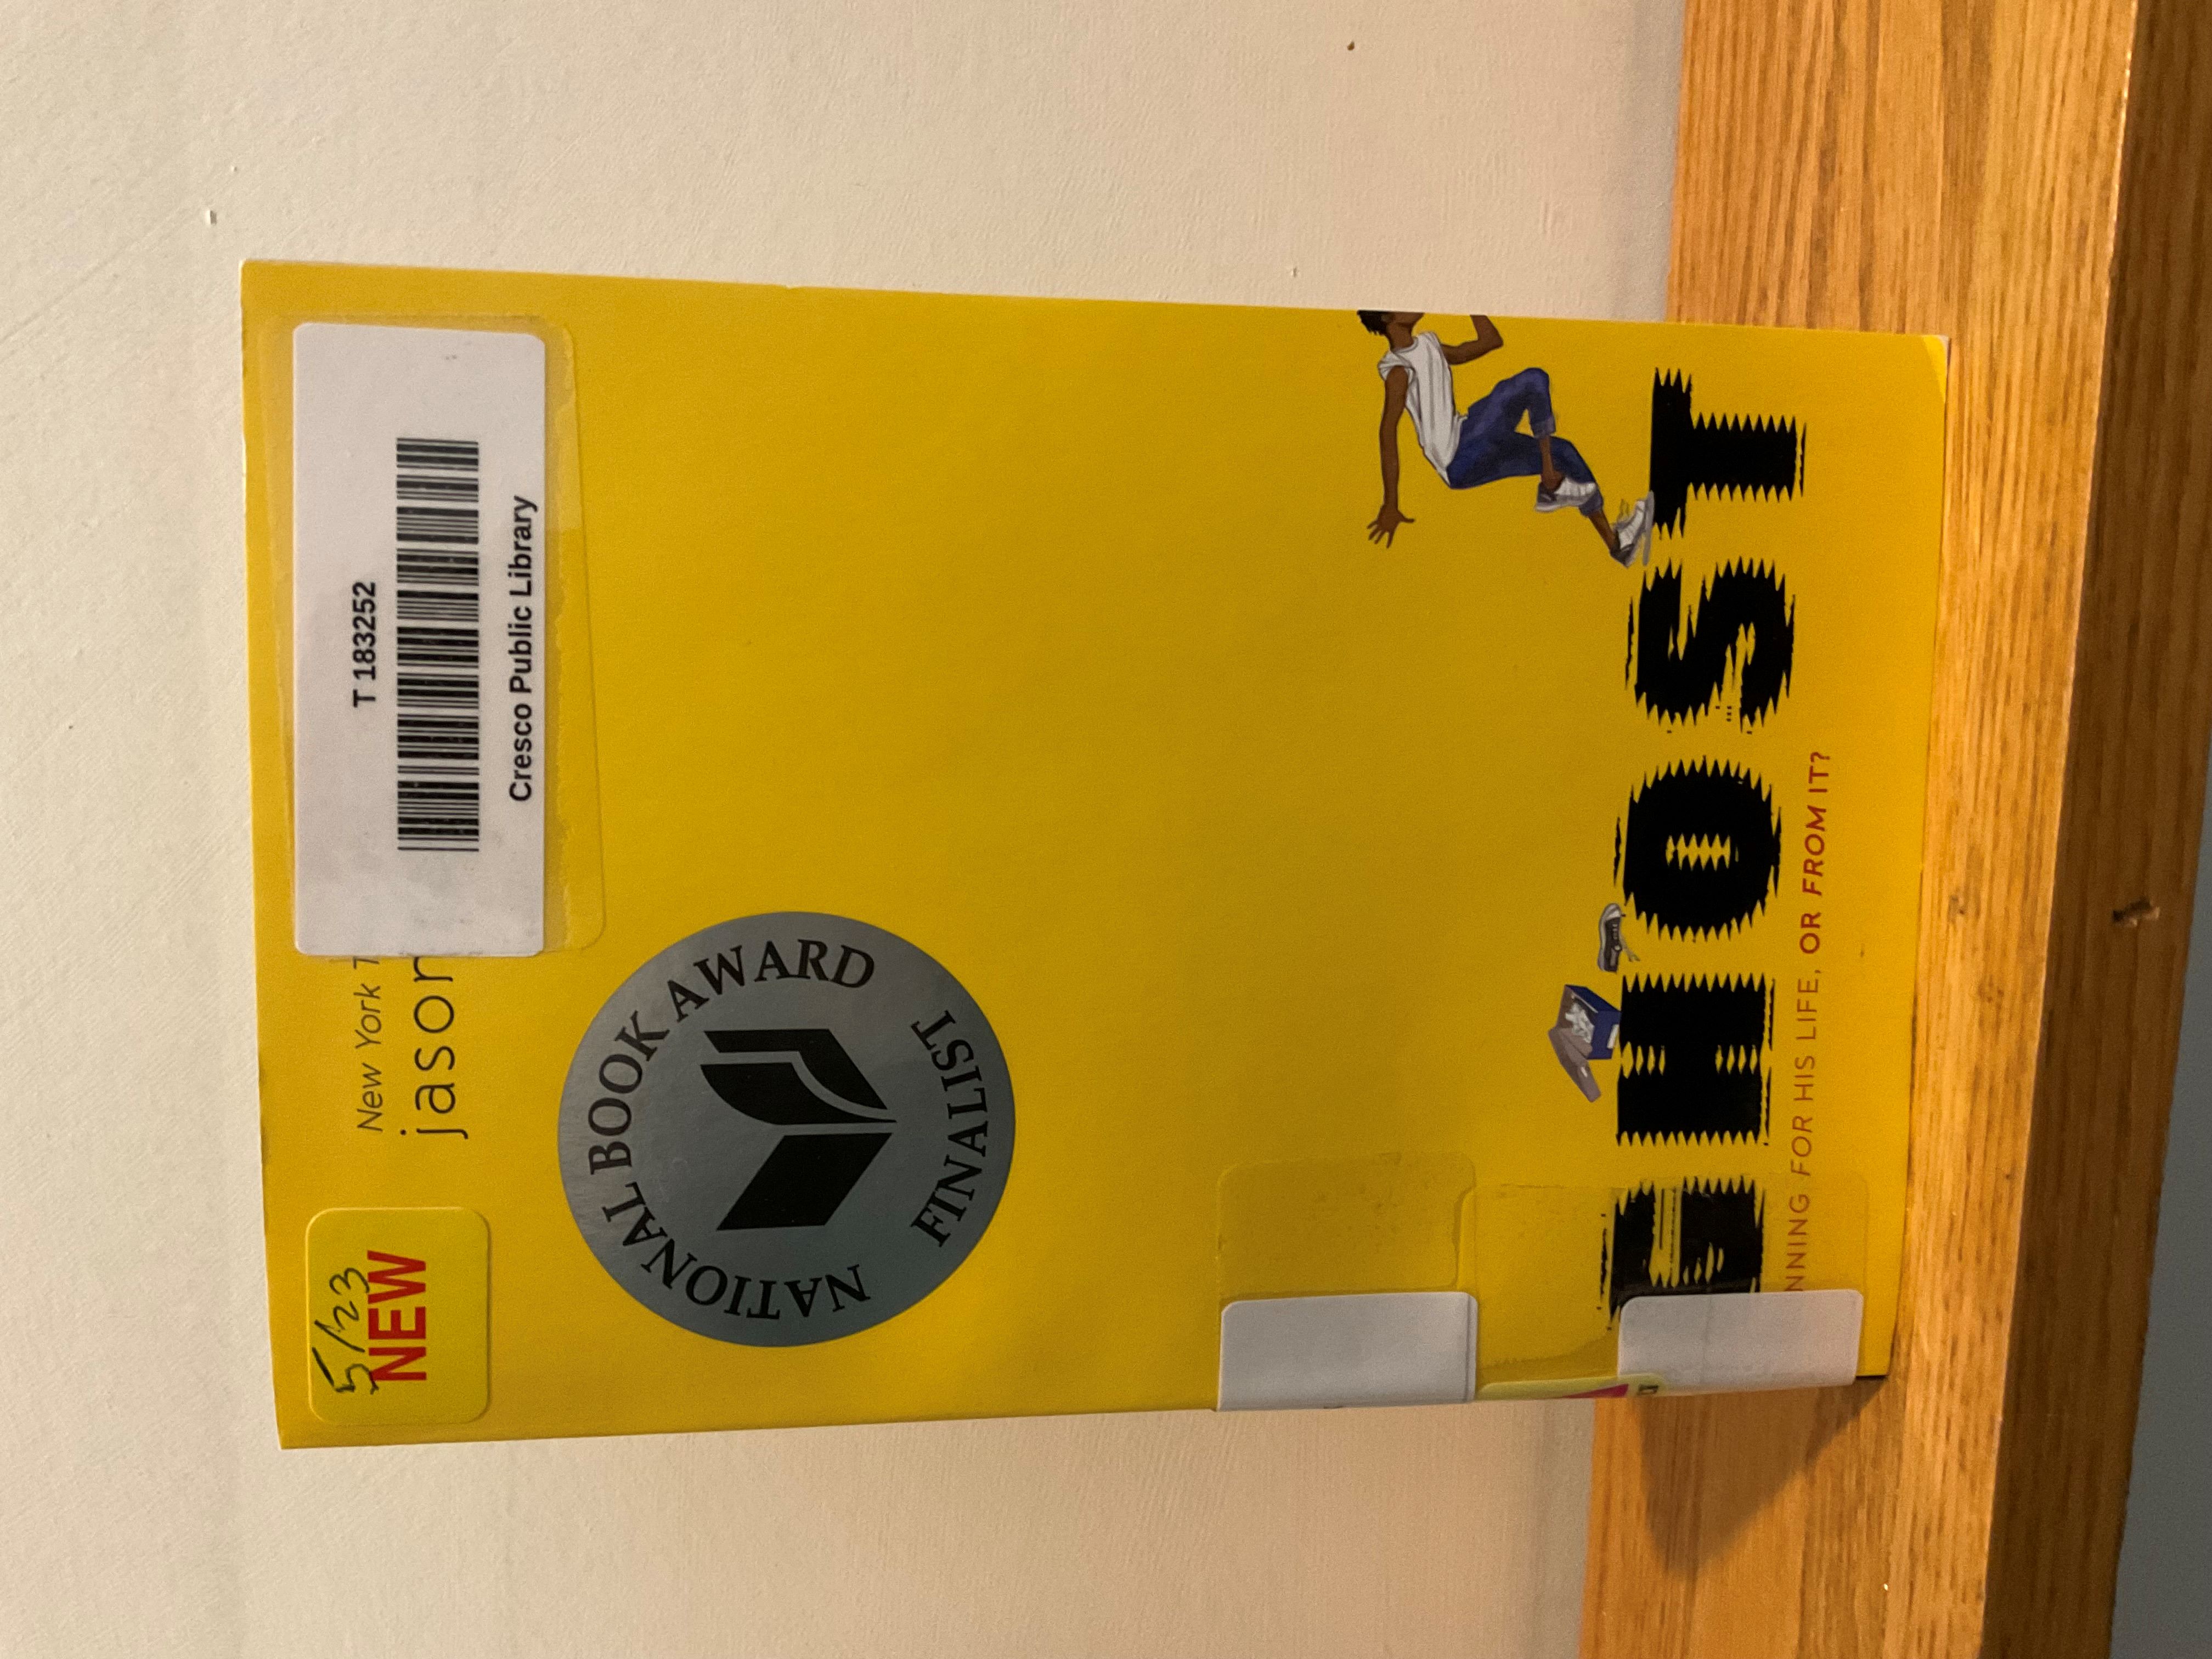 5/23
NEW
T 183252
Cresco Public Library
New York T
jason
NATIONAL BOOK AWARD
FINALIST
GHOST
NNING FOR HIS LIFE, OR FROM IT?